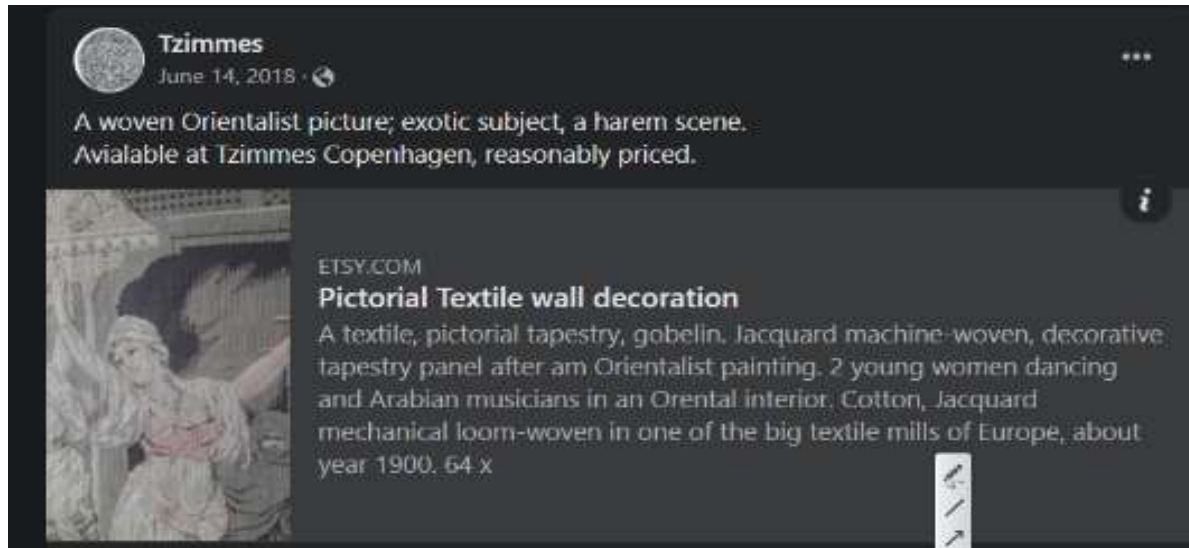 Tzimmes
June 14, 2018 ·
A woven Orientalist picture; exotic subject, a harem scene.
Avialable at Tzimmes Copenhagen, reasonably priced.
i
ETSY.COM
Pictorial Textile wall decoration
A textile, pictorial tapestry, gobelin. Jacquard machine-woven, decorative
tapestry panel after am Orientalist painting. 2 young women dancing
and Arabian musicians in an Orental interior. Cotton, Jacquard
mechanical loom-woven in one of the big textile mills of Europe, about
year 1900. 64 x